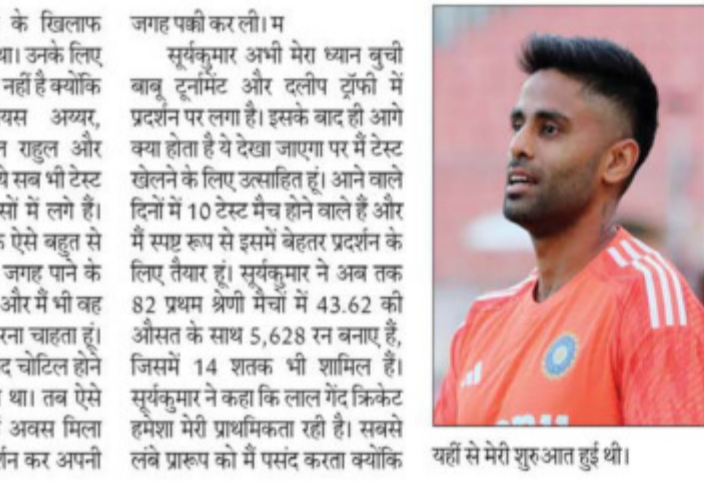 के खिलाफ
था। उनके लिए
नहीं है क्योंकि
यस अय्यर,
न राहुल और
ये सब भी टेस्ट
सों में लगे हैं।
क ऐसे बहुत से
जगह पाने के
और मैं भी वह
रना चाहता हूं।
द चोटिल होने
था। तब ऐसे
अवस मिला
र्शन कर अपनी
जगह पक्की कर ली। म
सूर्यकुमार अभी मेरा ध्यान बुची
बाबू टूर्नामेंट और दलीप ट्रॉफी में
प्रदर्शन पर लगा है। इसके बाद ही आगे
क्या होता है ये देखा जाएगा पर मैं टेस्ट
खेलने के लिए उत्साहित हूं। आने वाले
दिनों में 10 टेस्ट मैच होने वाले हैं और
मैं स्पष्ट रूप से इसमें बेहतर प्रदर्शन के
लिए तैयार हूं। सूर्यकुमार ने अब तक
82 प्रथम श्रेणी मैचों में 43.62 की
औसत के साथ 5,628 रन बनाए हैं,
जिसमें 14 शतक भी शामिल हैं।
सूर्यकुमार ने कहा कि लाल गेंद क्रिकेट
हमेशा मेरी प्राथमिकता रही है। सबसे
लंबे प्रारूप को मैं पसंद करता क्योंकि
यहीं से मेरी शुरुआत हुई थी।